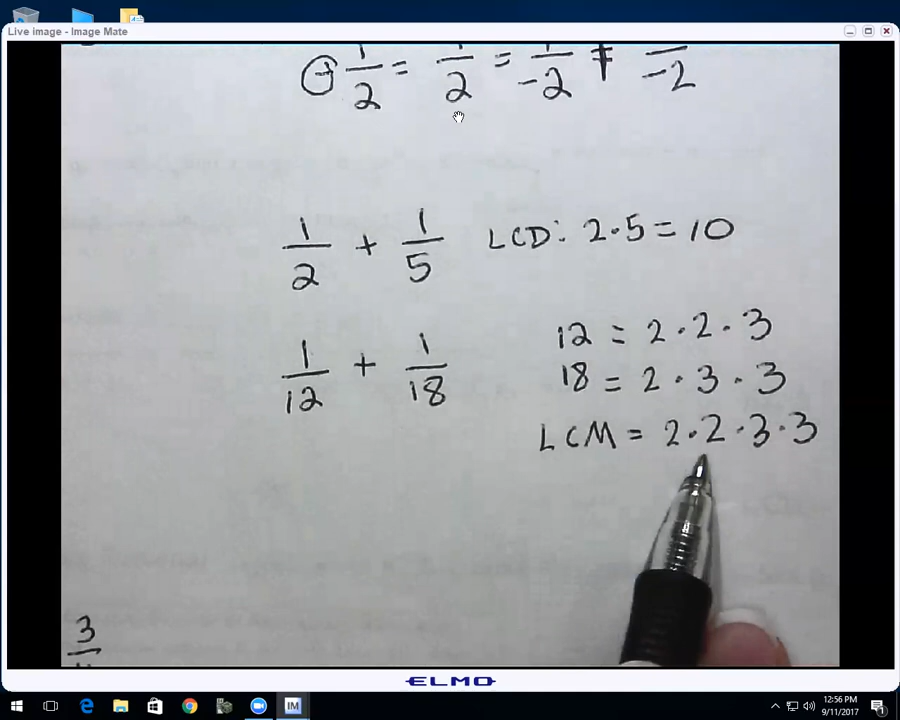 Live image - Image Mate
1/2 = 1/2 = 1/-2 ≠ /-2
1/2 + 1/5 LCD: 2·5=10
12 = 2·2·3
1/12 + 1/18
18 = 2·3·3
LCM = 2·2·3·3
3
ELMO
12:56 PM
9/11/2017